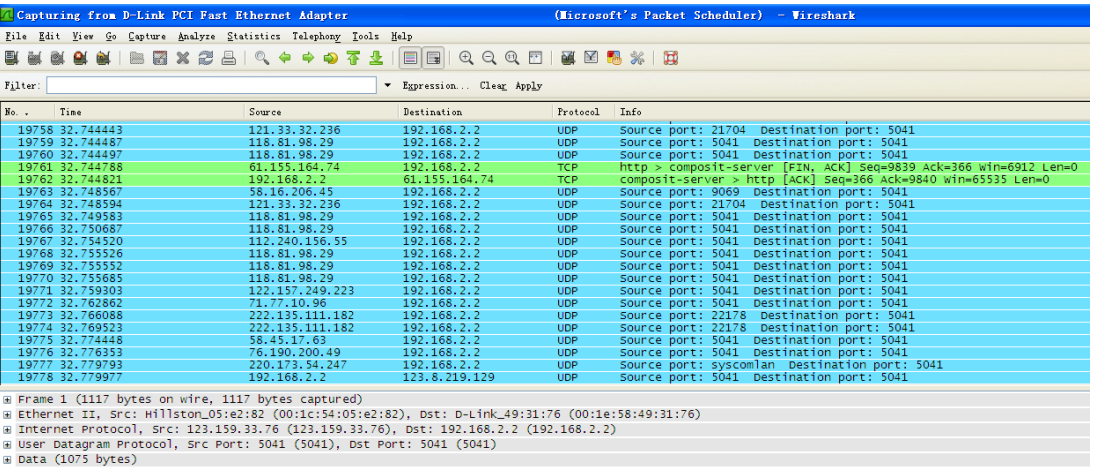 Capturing from D-Link PCI Fast Ethernet Adapter (Microsoft's Packet Scheduler) - Wireshark
File Edit View Go Capture Analyze Statistics Telephony Tools Help
Filter: Expression... Clear Apply
No. . Time Source Destination Protocol Info
19758 32.744443 121.33.32.236 192.168.2.2 UDP Source port: 21704 Destination port: 5041
19759 32.744487 118.81.98.29 192.168.2.2 UDP Source port: 5041 Destination port: 5041
19760 32.744497 118.81.98.29 192.168.2.2 UDP Source port: 5041 Destination port: 5041
19761 32.744788 61.155.164.74 192.168.2.2 TCP http > composit-server [FIN, ACK] Seq=9839 Ack=366 Win=6912 Len=0
19762 32.744821 192.168.2.2 61.155.164.74 TCP composit-server > http [ACK] Seq=366 Ack=9840 Win=65535 Len=0
19763 32.748567 58.16.206.45 192.168.2.2 UDP Source port: 9069 Destination port: 5041
19764 32.748594 121.33.32.236 192.168.2.2 UDP Source port: 21704 Destination port: 5041
19765 32.749583 118.81.98.29 192.168.2.2 UDP Source port: 5041 Destination port: 5041
19766 32.750687 118.81.98.29 192.168.2.2 UDP Source port: 5041 Destination port: 5041
19767 32.754520 112.240.156.55 192.168.2.2 UDP Source port: 5041 Destination port: 5041
19768 32.755526 118.81.98.29 192.168.2.2 UDP Source port: 5041 Destination port: 5041
19769 32.755552 118.81.98.29 192.168.2.2 UDP Source port: 5041 Destination port: 5041
19770 32.755685 118.81.98.29 192.168.2.2 UDP Source port: 5041 Destination port: 5041
19771 32.759303 122.157.249.223 192.168.2.2 UDP Source port: 5041 Destination port: 5041
19772 32.762862 71.77.10.96 192.168.2.2 UDP Source port: 5041 Destination port: 5041
19773 32.766088 222.135.111.182 192.168.2.2 UDP Source port: 22178 Destination port: 5041
19774 32.769523 222.135.111.182 192.168.2.2 UDP Source port: 22178 Destination port: 5041
19775 32.774448 58.45.17.63 192.168.2.2 UDP Source port: 5041 Destination port: 5041
19776 32.776353 76.190.200.49 192.168.2.2 UDP Source port: 5041 Destination port: 5041
19777 32.779793 220.173.54.247 192.168.2.2 UDP Source port: syscomlan Destination port: 5041
19778 32.779977 192.168.2.2 123.8.219.129 UDP Source port: 5041 Destination port: 5041
Frame 1 (1117 bytes on wire, 1117 bytes captured)
Ethernet II, Src: Hillston_05:e2:82 (00:1c:54:05:e2:82), Dst: D-Link_49:31:76 (00:1e:58:49:31:76)
Internet Protocol, Src: 123.159.33.76 (123.159.33.76), Dst: 192.168.2.2 (192.168.2.2)
User Datagram Protocol, Src Port: 5041 (5041), Dst Port: 5041 (5041)
Data (1075 bytes)